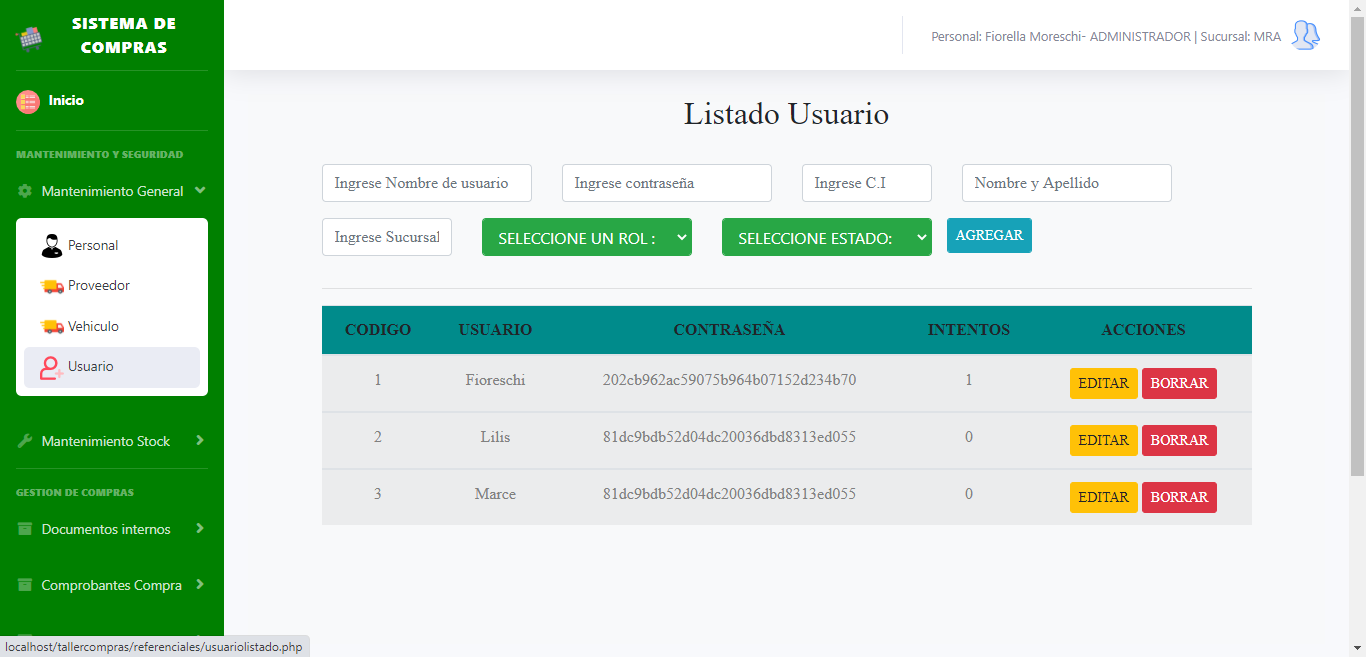 SISTEMA DE
COMPRAS
Personal: Fiorella Moreschi- ADMINISTRADOR | Sucursal: MRA
Inicio
MANTENIMIENTO Y SEGURIDAD
Mantenimiento General
Personal
Proveedor
Vehiculo
Usuario
Mantenimiento Stock
GESTION DE COMPRAS
Documentos internos
Comprobantes Compra
Listado Usuario
Ingrese Nombre de usuario Ingrese contraseña Ingrese C.I Nombre y Apellido
Ingrese Sucursal SELECCIONE UN ROL : SELECCIONE ESTADO: AGREGAR
CODIGO USUARIO CONTRASEÑA INTENTOS ACCIONES
1 Fioreschi 202cb962ac59075b964b07152d234b70 1 EDITAR BORRAR
2 Lilis 81dc9bdb52d04dc20036dbd8313ed055 0 EDITAR BORRAR
3 Marce 81dc9bdb52d04dc20036dbd8313ed055 0 EDITAR BORRAR
localhost/tallercompras/referenciales/usuariolistado.php